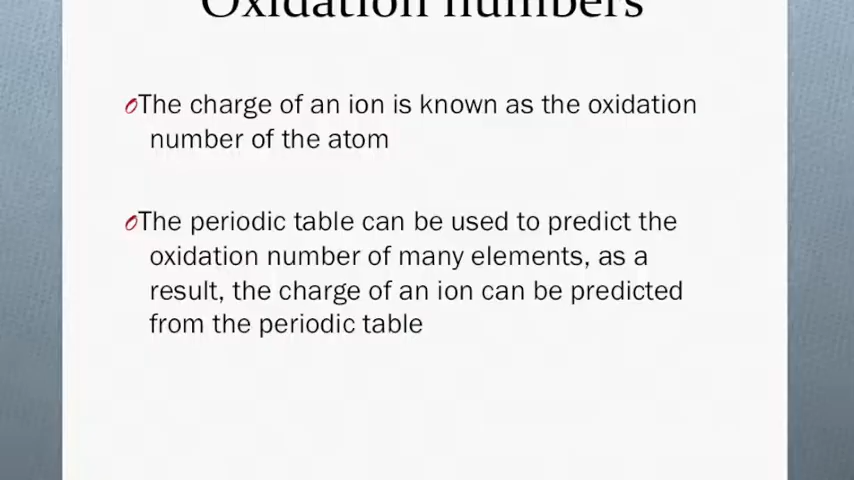 Oxidation numbers
The charge of an ion is known as the oxidation
number of the atom
The periodic table can be used to predict the
oxidation number of many elements, as a
result, the charge of an ion can be predicted
from the periodic table